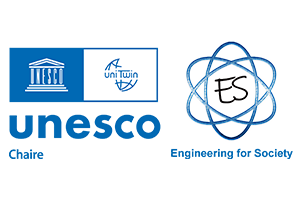 UNESCO
uniTwin
unesco
Chaire
ES
Engineering for Society